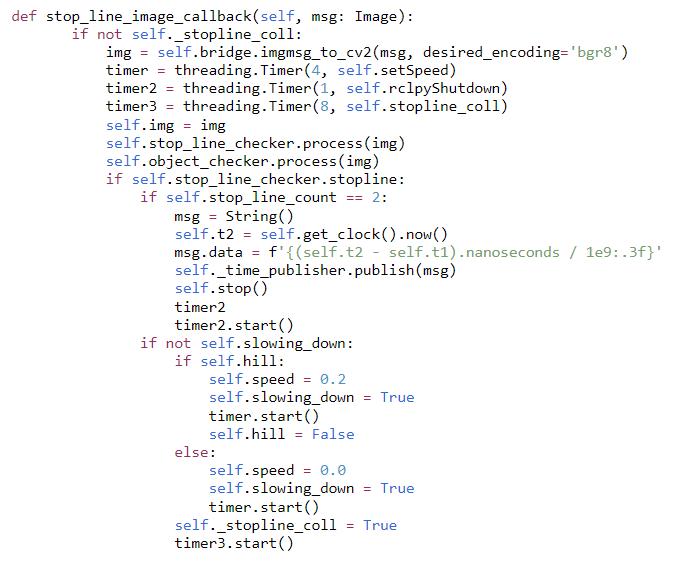 def stop_line_image_callback(self, msg: Image):
        if not self._stopline_coll:
            img = self.bridge.imgmsg_to_cv2(msg, desired_encoding='bgr8')
            timer = threading.Timer(4, self.setSpeed)
            timer2 = threading.Timer(1, self.rclpyShutdown)
            timer3 = threading.Timer(8, self.stopline_coll)
            self.img = img
            self.stop_line_checker.process(img)
            self.object_checker.process(img)
            if self.stop_line_checker.stopline:
                if self.stop_line_count == 2:
                    msg = String()
                    self.t2 = self.get_clock().now()
                    msg.data = f'{(self.t2 - self.t1).nanoseconds / 1e9:.3f}'
                    self._time_publisher.publish(msg)
                    self.stop()
                    timer2
                    timer2.start()
                if not self.slowing_down:
                    if self.hill:
                        self.speed = 0.2
                        self.slowing_down = True
                        timer.start()
                        self.hill = False
                    else:
                        self.speed = 0.0
                        self.slowing_down = True
                        timer.start()
                    self._stopline_coll = True
                    timer3.start()